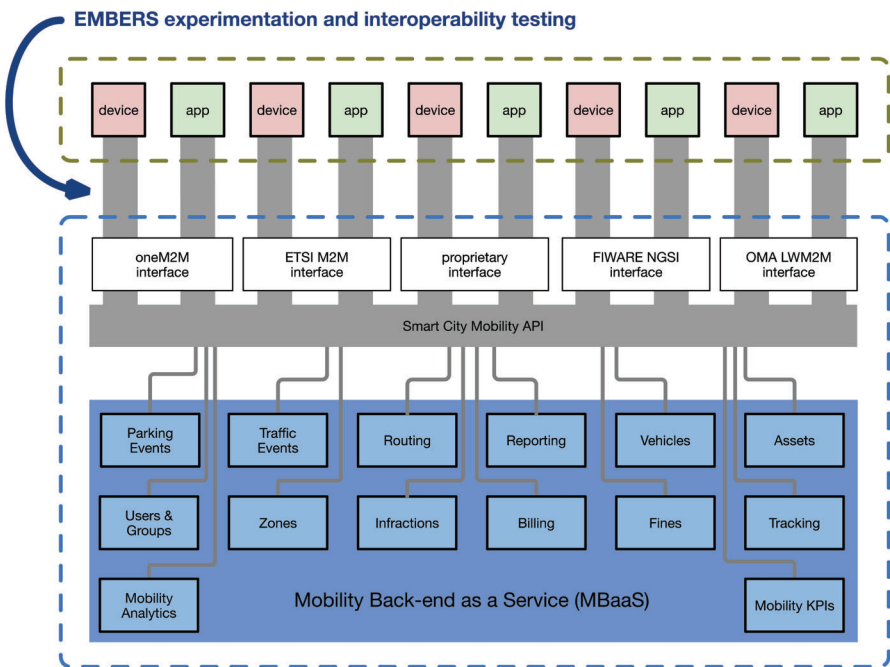 EMBERS experimentation and interoperability testing
device
app
device
app
device
app
device
app
device
app
oneM2M
interface
ETSI M2M
interface
proprietary
interface
FIWARE NGSI
interface
OMA LWM2M
interface
Smart City Mobility API
Parking
Events
Traffic
Events
Routing
Reporting
Vehicles
Assets
Users &
Groups
Zones
Infractions
Billing
Fines
Tracking
Mobility
Analytics
Mobility Back-end as a Service (MBaaS)
Mobility KPIs